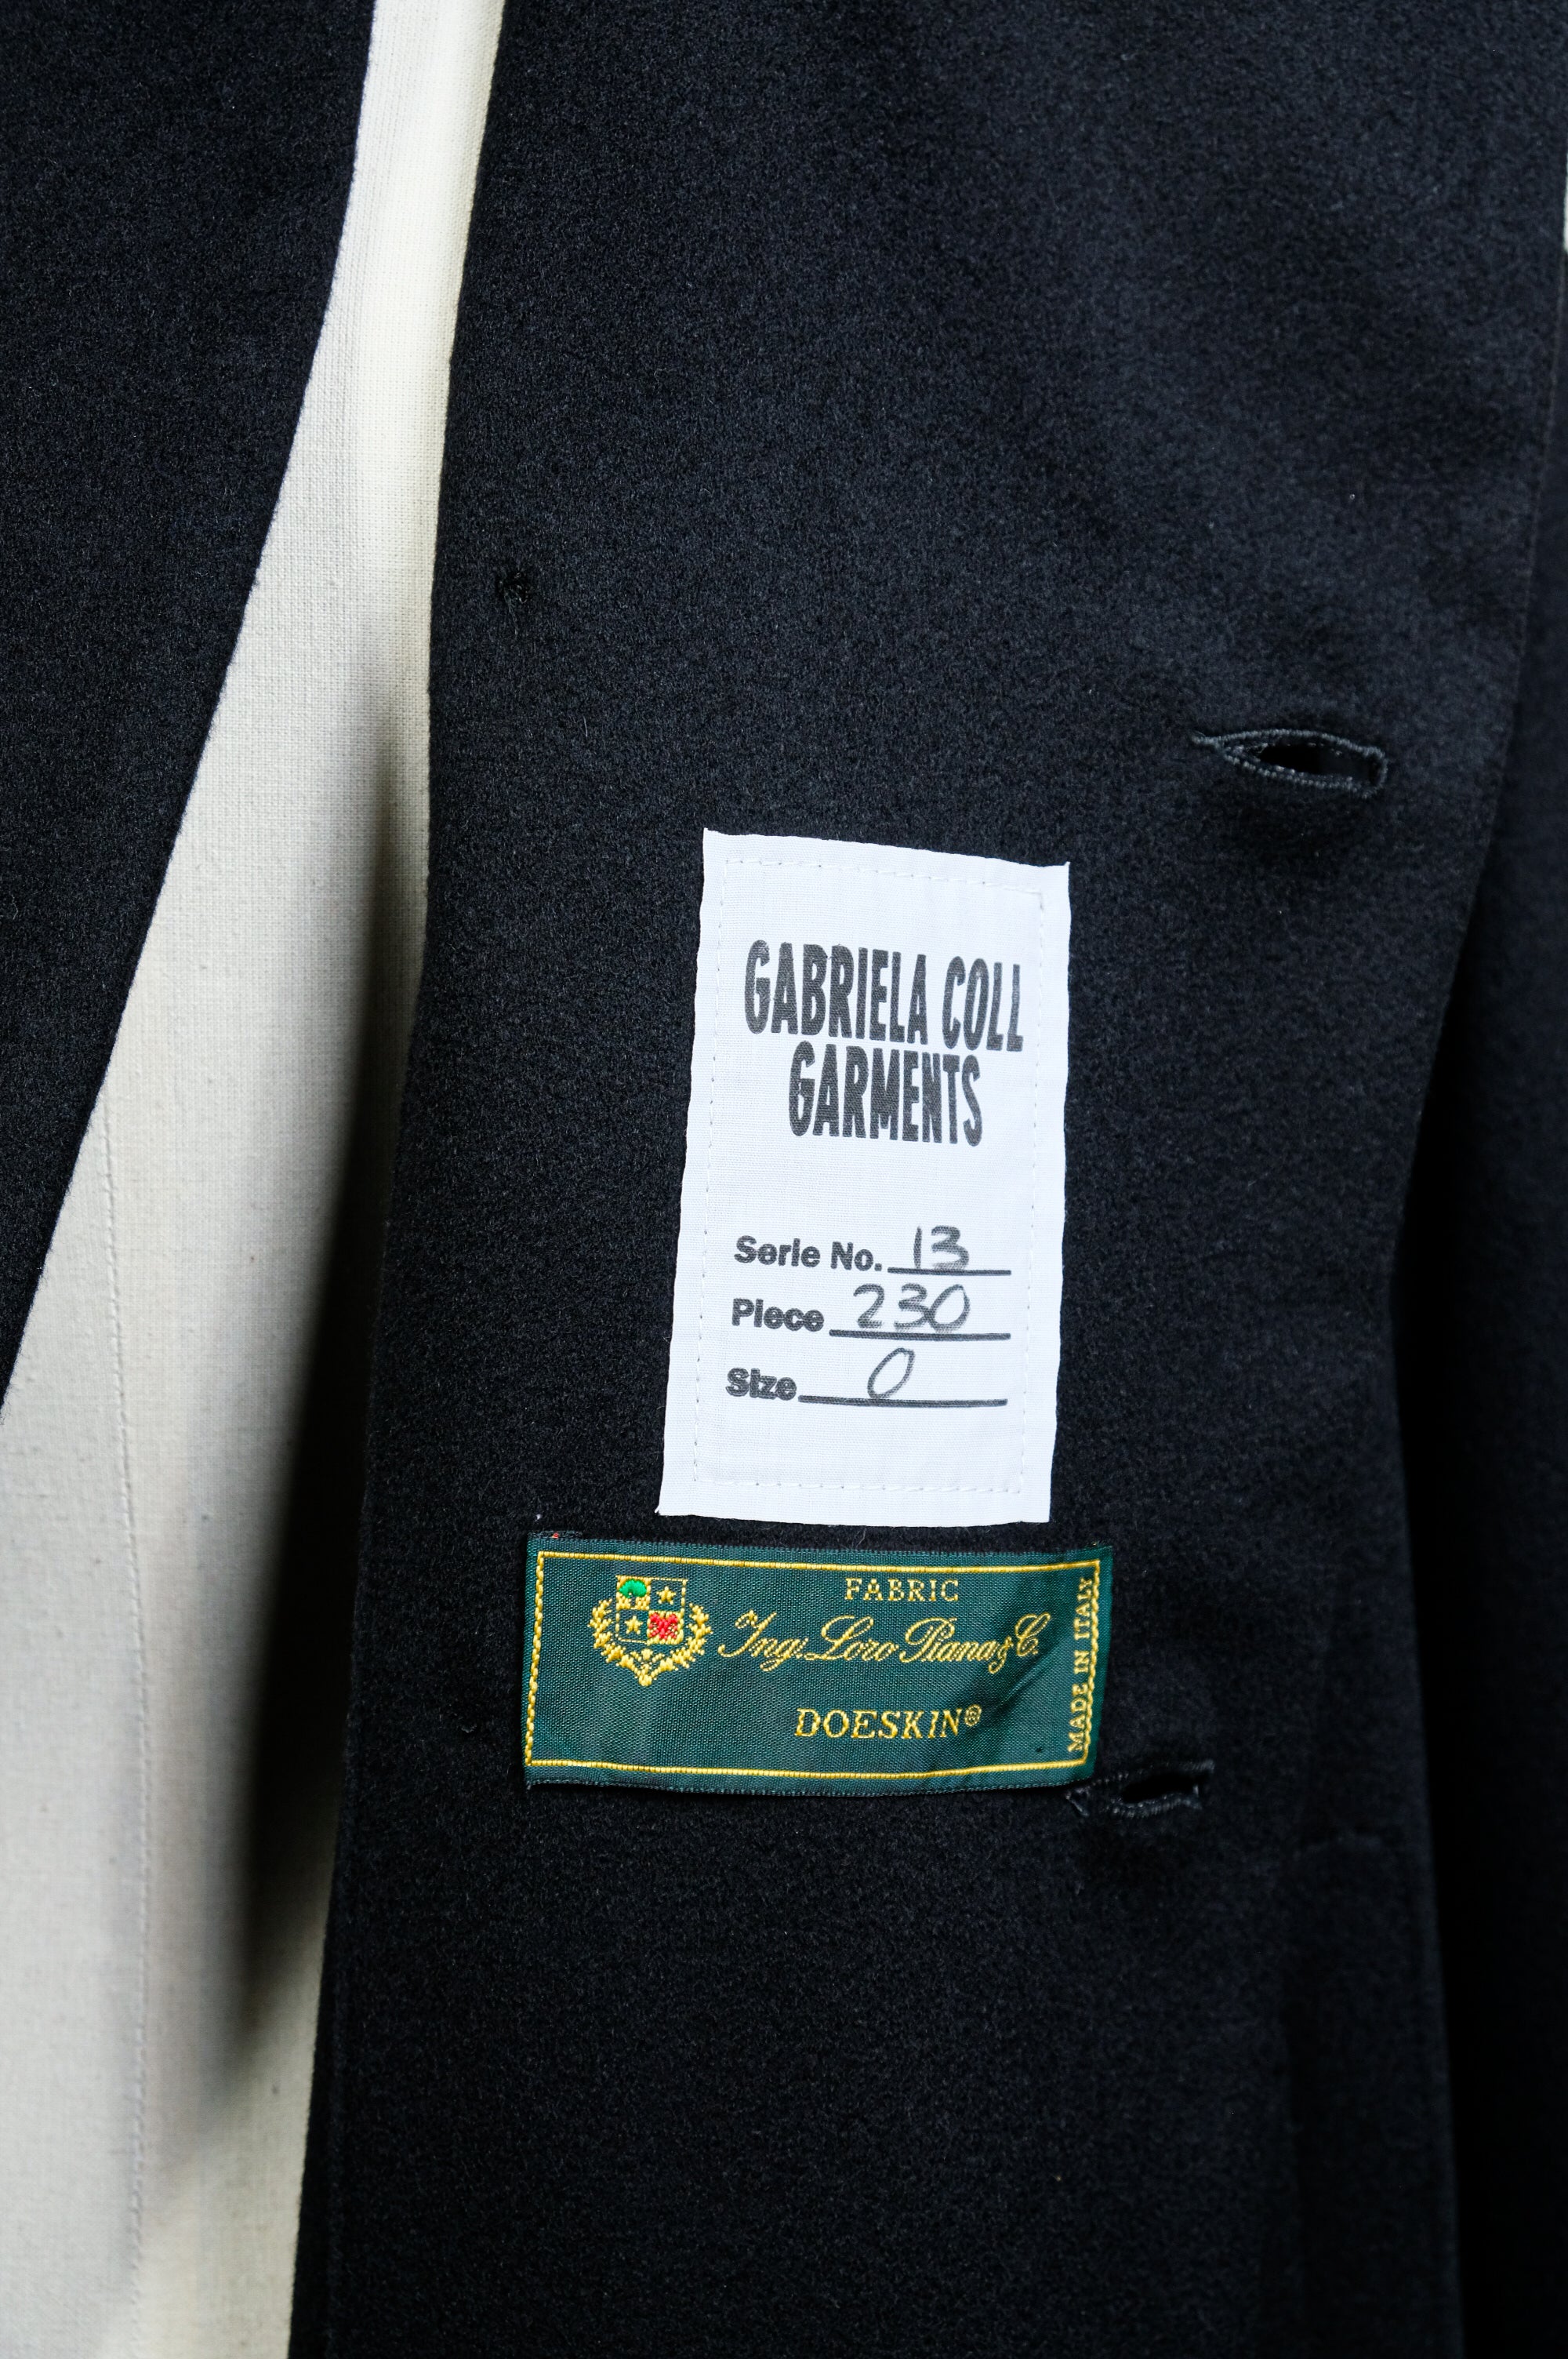 GABRIELA COLL
GARMENTS
Serie No. 13
Piece 230
Size 0
FABRIC
Ing. Loro Piana & C.
DOESKIN®
MADE IN ITALY